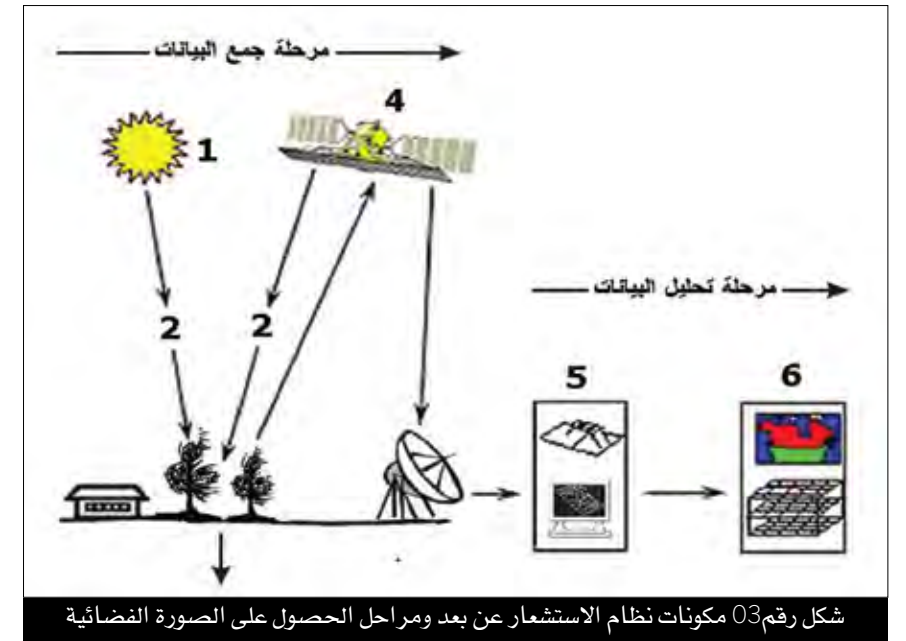 مرحلة جمع البيانات
4
1
مرحلة تحليل البيانات
2 2
5 6
شكل رقم03 مكونات نظام الاستشعار عن بعد ومراحل الحصول على الصورة الفضائية